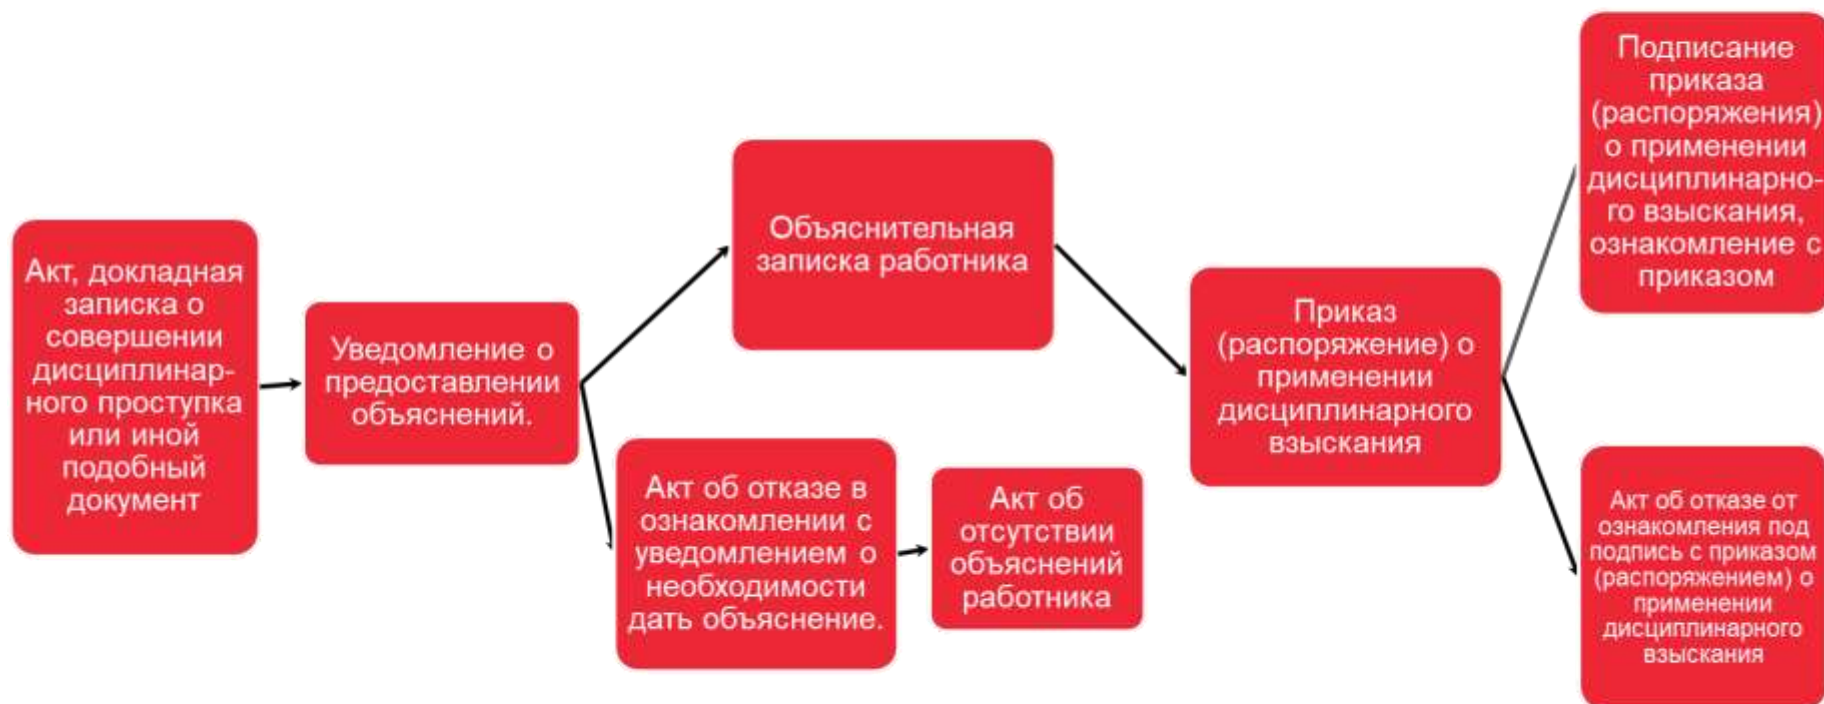 Акт, докладная
записка о
совершении
дисциплинар-
ного проступка
или иной
подобный
документ
Уведомление о
предоставлении
объяснений.
Объяснительная
записка работника
Акт об отказе в
ознакомлении с
уведомлением о
необходимости
дать объяснение.
Акт об
отсутствии
объяснений
работника
Приказ
(распоряжение) о
применении
дисциплинарного
взыскания
Подписание
приказа
(распоряжения)
о применении
дисциплинарно-
го взыскания,
ознакомление с
приказом
Акт об отказе от
ознакомления под
подпись с приказом
(распоряжением) о
применении
дисциплинарного
взыскания